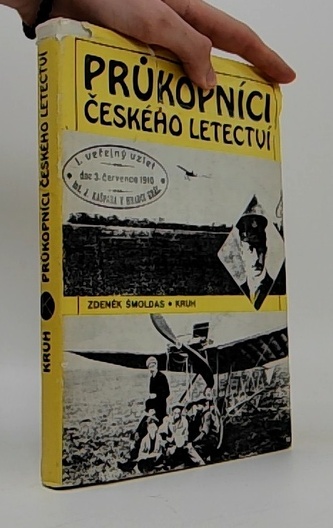 PRŮKOPNÍCI
ČESKÉHO LETECTVÍ
I. veřejný vzlet
dne 3. července 1910
ing. J. KAŠPARA V HRADCI KRÁL.
ZDENĚK ŠMOLDAS • KRUH
KRUH PRŮKOPNÍCI ČESKÉHO LETECTVÍ